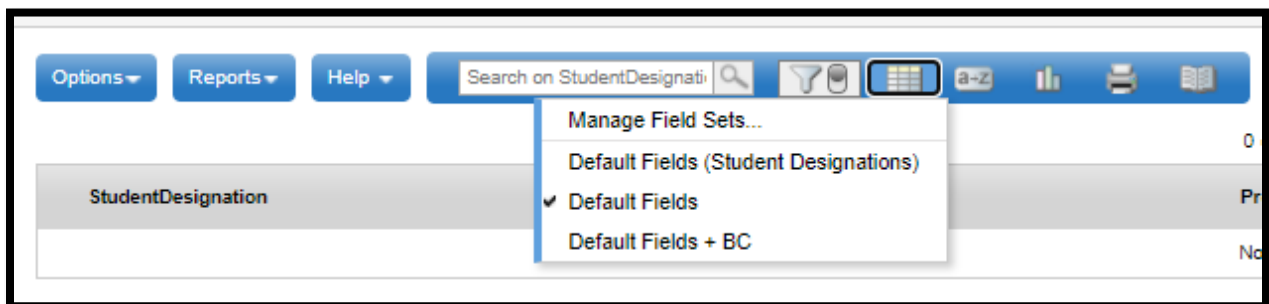 Options Reports Help Search on StudentDesignati a-z
Manage Field Sets...
0
Default Fields (Student Designations)
StudentDesignation Default Fields Pr
Default Fields + BC No